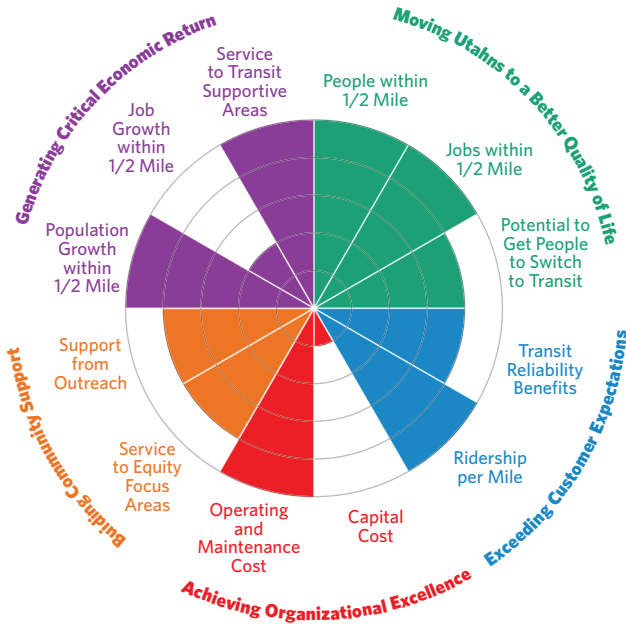 Generating Critical Economic Return
Moving Utahns to a Better Quality of Life
Service
to Transit
Supportive
Areas
People within
1/2 Mile
Job
Growth
within
1/2 Mile
Jobs within
1/2 Mile
Population
Growth
within
1/2 Mile
Potential to
Get People
to Switch
to Transit
Support
from
Outreach
Transit
Reliability
Benefits
Service
to Equity
Focus
Areas
Ridership
per Mile
Operating
and
Maintenance
Cost
Capital
Cost
Buiding Community Support
Exceeding Customer Expectations
Achieving Organizational Excellence